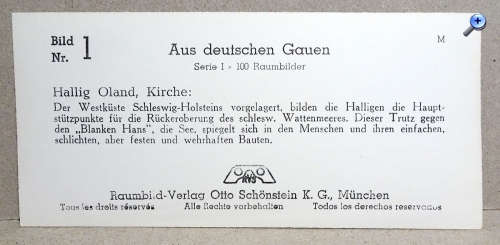 Bild Nr. 1
Aus deutschen Gauen
M
Serie I - 100 Raumbilder
Hallig Oland, Kirche:
Der Westküste Schleswig-Holsteins vorgelagert, bilden die Halligen die Haupt-
stützpunkte für die Rückeroberung des schlesw. Wattenmeeres. Dieser Trutz gegen
den „Blanken Hans", die See, spiegelt sich in den Menschen und ihren einfachen,
schlichten, aber festen und wehrhaften Bauten.
RVS
Raumbild-Verlag Otto Schönstein K. G., München
Tous les droits réservés Alle Rechte vorbehalten Todos los derechos reservados